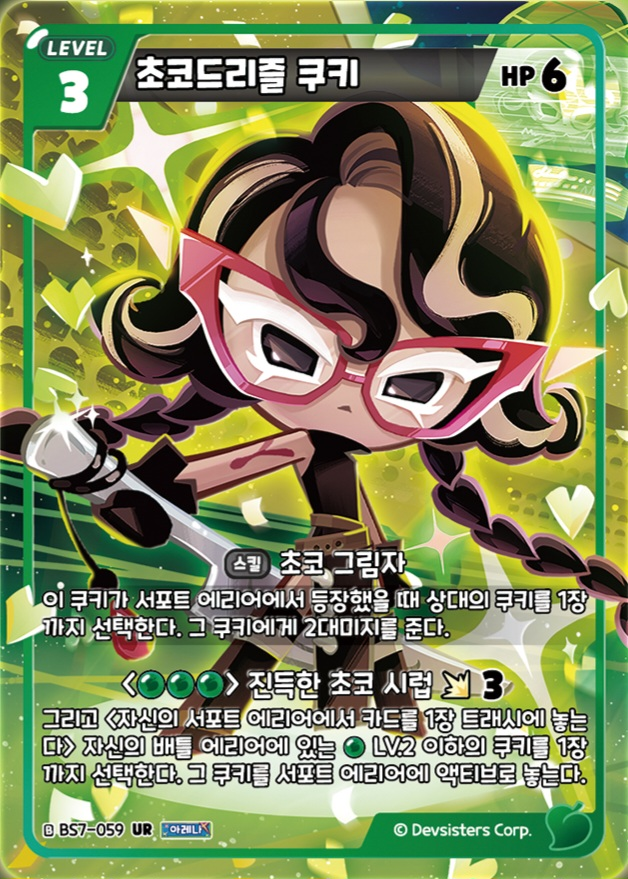 LEVEL
3
초코드리즐 쿠키
HP 6
스킬 초코 그림자
이 쿠키가 서포트 에리어에서 등장했을 때 상대의 쿠키를 1장
까지 선택한다. 그 쿠키에게 2대미지를 준다.
< > 진득한 초코 시럽 3
그리고 <자신의 서포트 에리어에서 카드를 1장 트래시에 놓는
다> 자신의 배틀 에리어에 있는 LV.2 이하의 쿠키를 1장
까지 선택한다. 그 쿠키를 서포트 에리어에 액티브로 놓는다.
B BS7-059 UR 아레나X
© Devsisters Corp.